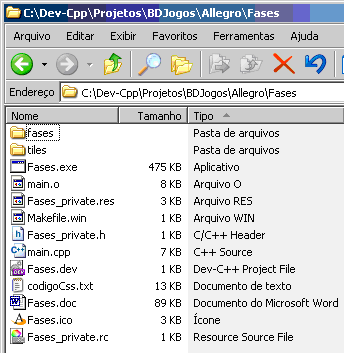 C:\Dev-Cpp\Projetos\BDJogos\Allegro\Fases
Arquivo Editar Exibir Favoritos Ferramentas Ajuda
Endereço C:\Dev-Cpp\Projetos\BDJogos\Allegro\Fases
Nome Tamanho Tipo
fases Pasta de arquivos
tiles Pasta de arquivos
Fases.exe 475 KB Aplicativo
main.o 8 KB Arquivo O
Fases_private.res 3 KB Arquivo RES
Makefile.win 1 KB Arquivo WIN
Fases_private.h 1 KB C/C++ Header
main.cpp 7 KB C++ Source
Fases.dev 1 KB Dev-C++ Project File
codigoCss.txt 13 KB Documento de texto
Fases.doc 89 KB Documento do Microsoft Word
Fases.ico 3 KB Ícone
Fases_private.rc 1 KB Resource Source File